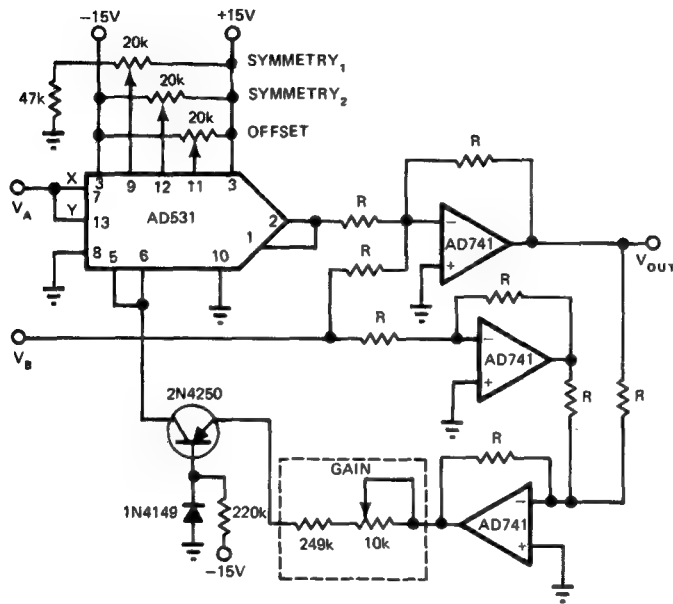 −15V +15V
20k SYMMETRY1
47k 20k SYMMETRY2
20k OFFSET
R
X 3 9 12 11 3
VA 7
Y 13 AD531 2 R
1
AD741
8 5 6 10
R
VOUT
R
VB R
AD741
R R
2N4250
R
GAIN
1N4149 220k
249k 10k
AD741
−15V
− + − + − +